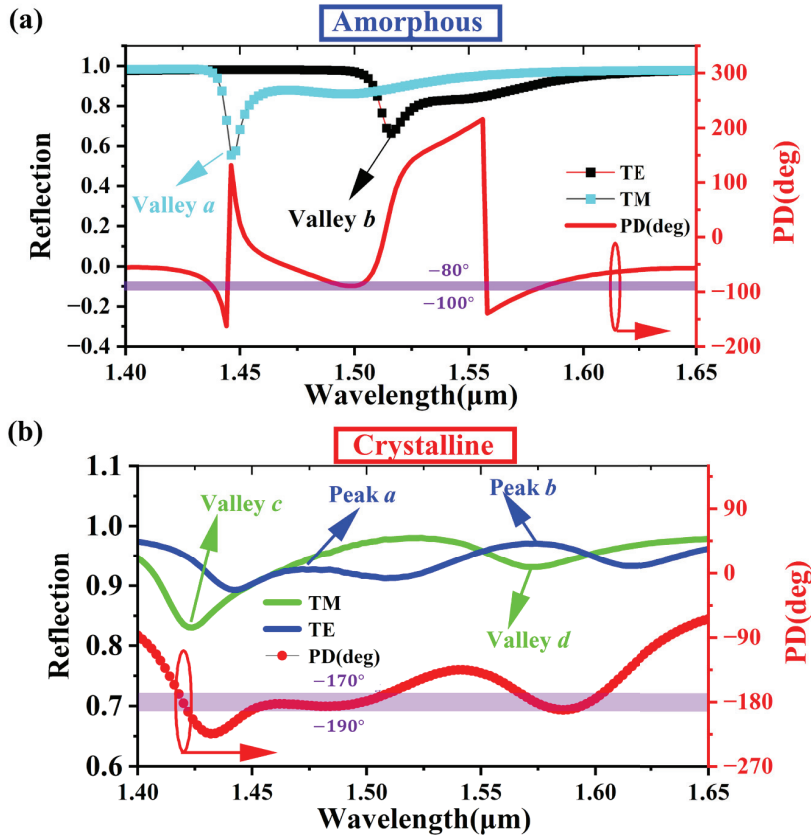 (a)
Amorphous
1.0
0.8
0.6
0.4
0.2
0.0
−0.2
−0.4
Reflection
300
200
100
0
−100
−200
PD(deg)
Valley a
Valley b
TE
TM
PD(deg)
−80°
−100°
1.40
1.45
1.50
1.55
1.60
1.65
Wavelength(μm)
(b)
Crystalline
1.1
1.0
0.9
0.8
0.7
0.6
Reflection
90
0
−90
−180
−270
PD(deg)
Valley c
Peak a
Peak b
Valley d
TM
TE
PD(deg)
−170°
−190°
1.40
1.45
1.50
1.55
1.60
1.65
Wavelength(μm)